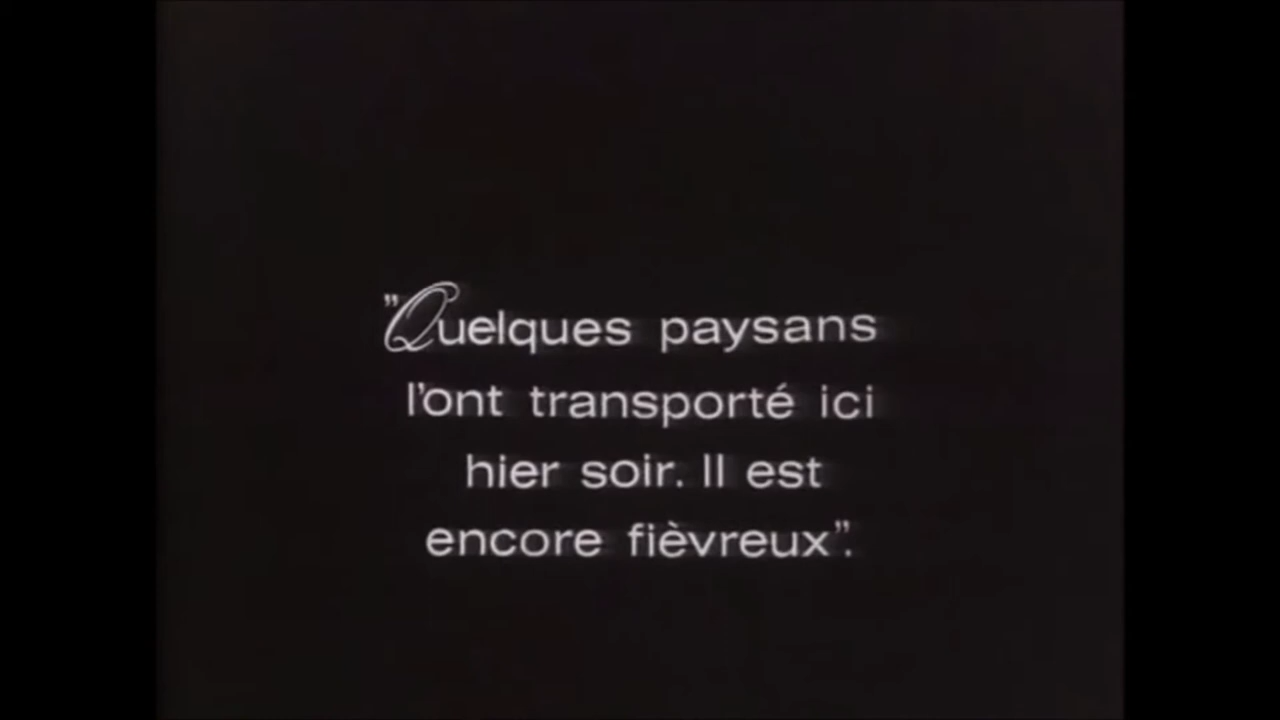 "Quelques paysans
l'ont transporté ici
hier soir. Il est
encore fièvreux".